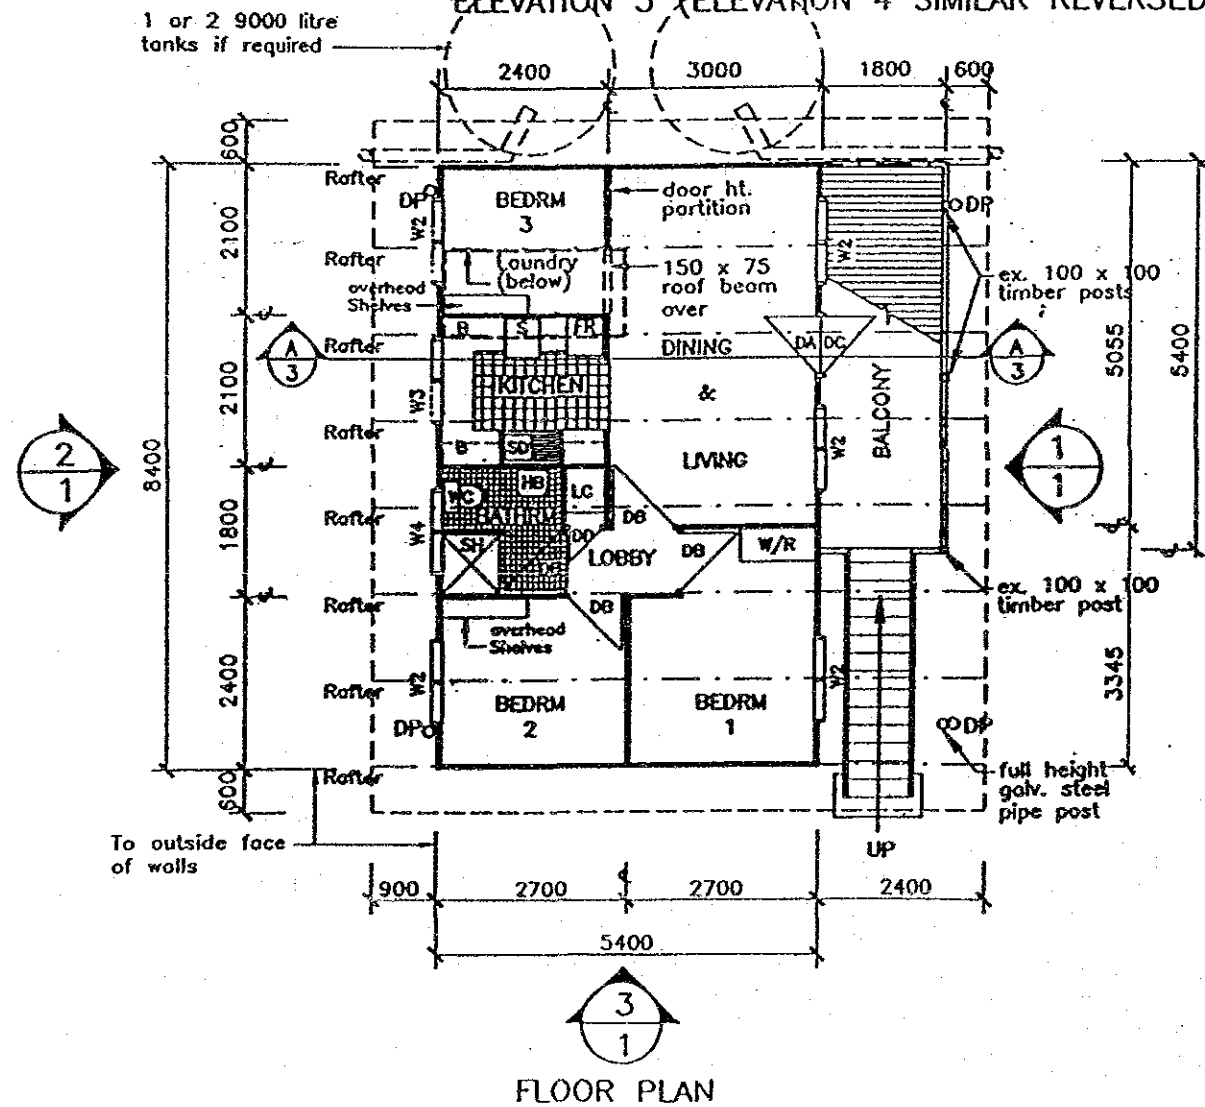 ELEVATION 3 (ELEVATION 4 SIMILAR REVERSED
1 or 2 9000 litre
tanks if required
2400 3000 1800 600
600
Rafter
DP
W2
BEDRM
3
door ht.
partition
W2
DP
2100
Rafter
Laundry
(below)
150 x 75
roof beam
over
ex. 100 x 100
timber posts
overhead
Shelves
B S FR
A
3
Rafter
DINING
DA DC
A
3
5055
5400
2100
W3
KITCHEN
&
BALCONY
Rafter
2
1
8400
B SD
LIVING
W2
1
1
WC HB LC
BATHRM
Rafter
1800
W4
SH
DD
DB
LOBBY
DB
W/R
Rafter
DB
ex. 100 x 100
timber post
overhead
Shelves
2400
Rafter
W2
BEDRM
2
BEDRM
1
W2
3345
DP
DP
Rafter
600
full height
galv. steel
pipe post
To outside face
of walls
UP
900 2700 2700 2400
5400
3
1
FLOOR PLAN